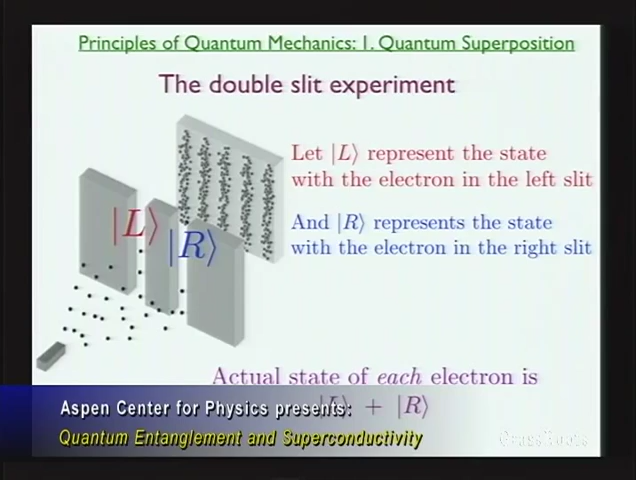 Principles of Quantum Mechanics: 1. Quantum Superposition
The double slit experiment
Let |L⟩ represent the state
with the electron in the left slit
|L⟩
And |R⟩ represents the state
|R⟩
with the electron in the right slit
Actual state of each electron is
|L⟩ + |R⟩
Aspen Center for Physics presents:
Quantum Entanglement and Superconductivity
GrassRoots